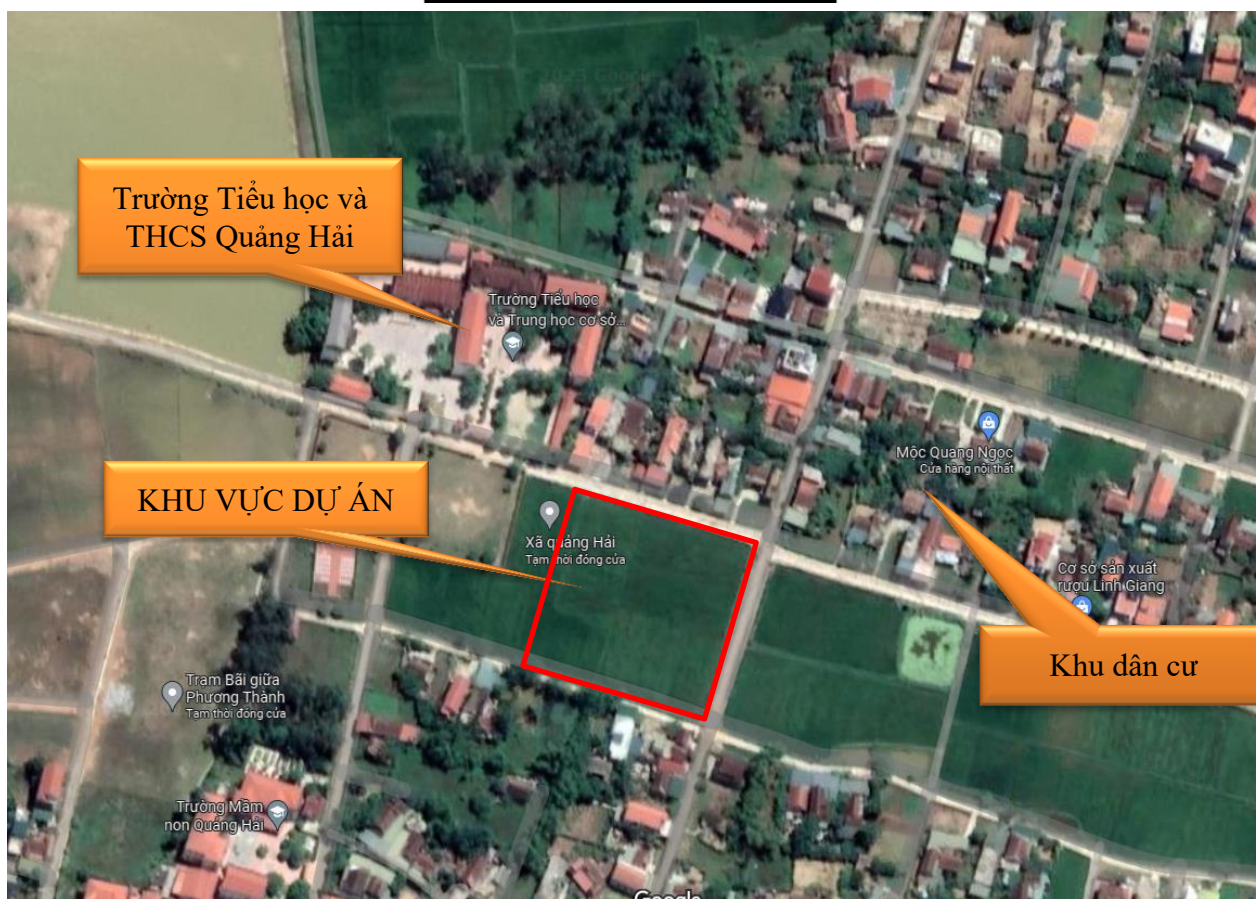 2023 Google
Trường Tiểu học và
THCS Quảng Hải
Trường Tiểu học
và Trung học cơ sở...
Mộc Quang Ngọc
Cửa hàng nội thất
KHU VỰC DỰ ÁN
Xã quảng Hải
Tạm thời đóng cửa
Cơ sở sản xuất
rượu Linh Giang
Khu dân cư
Trạm Bãi giữa
Phương Thành
Tạm thời đóng cửa
Trường Mầm
non Quảng Hải
Google